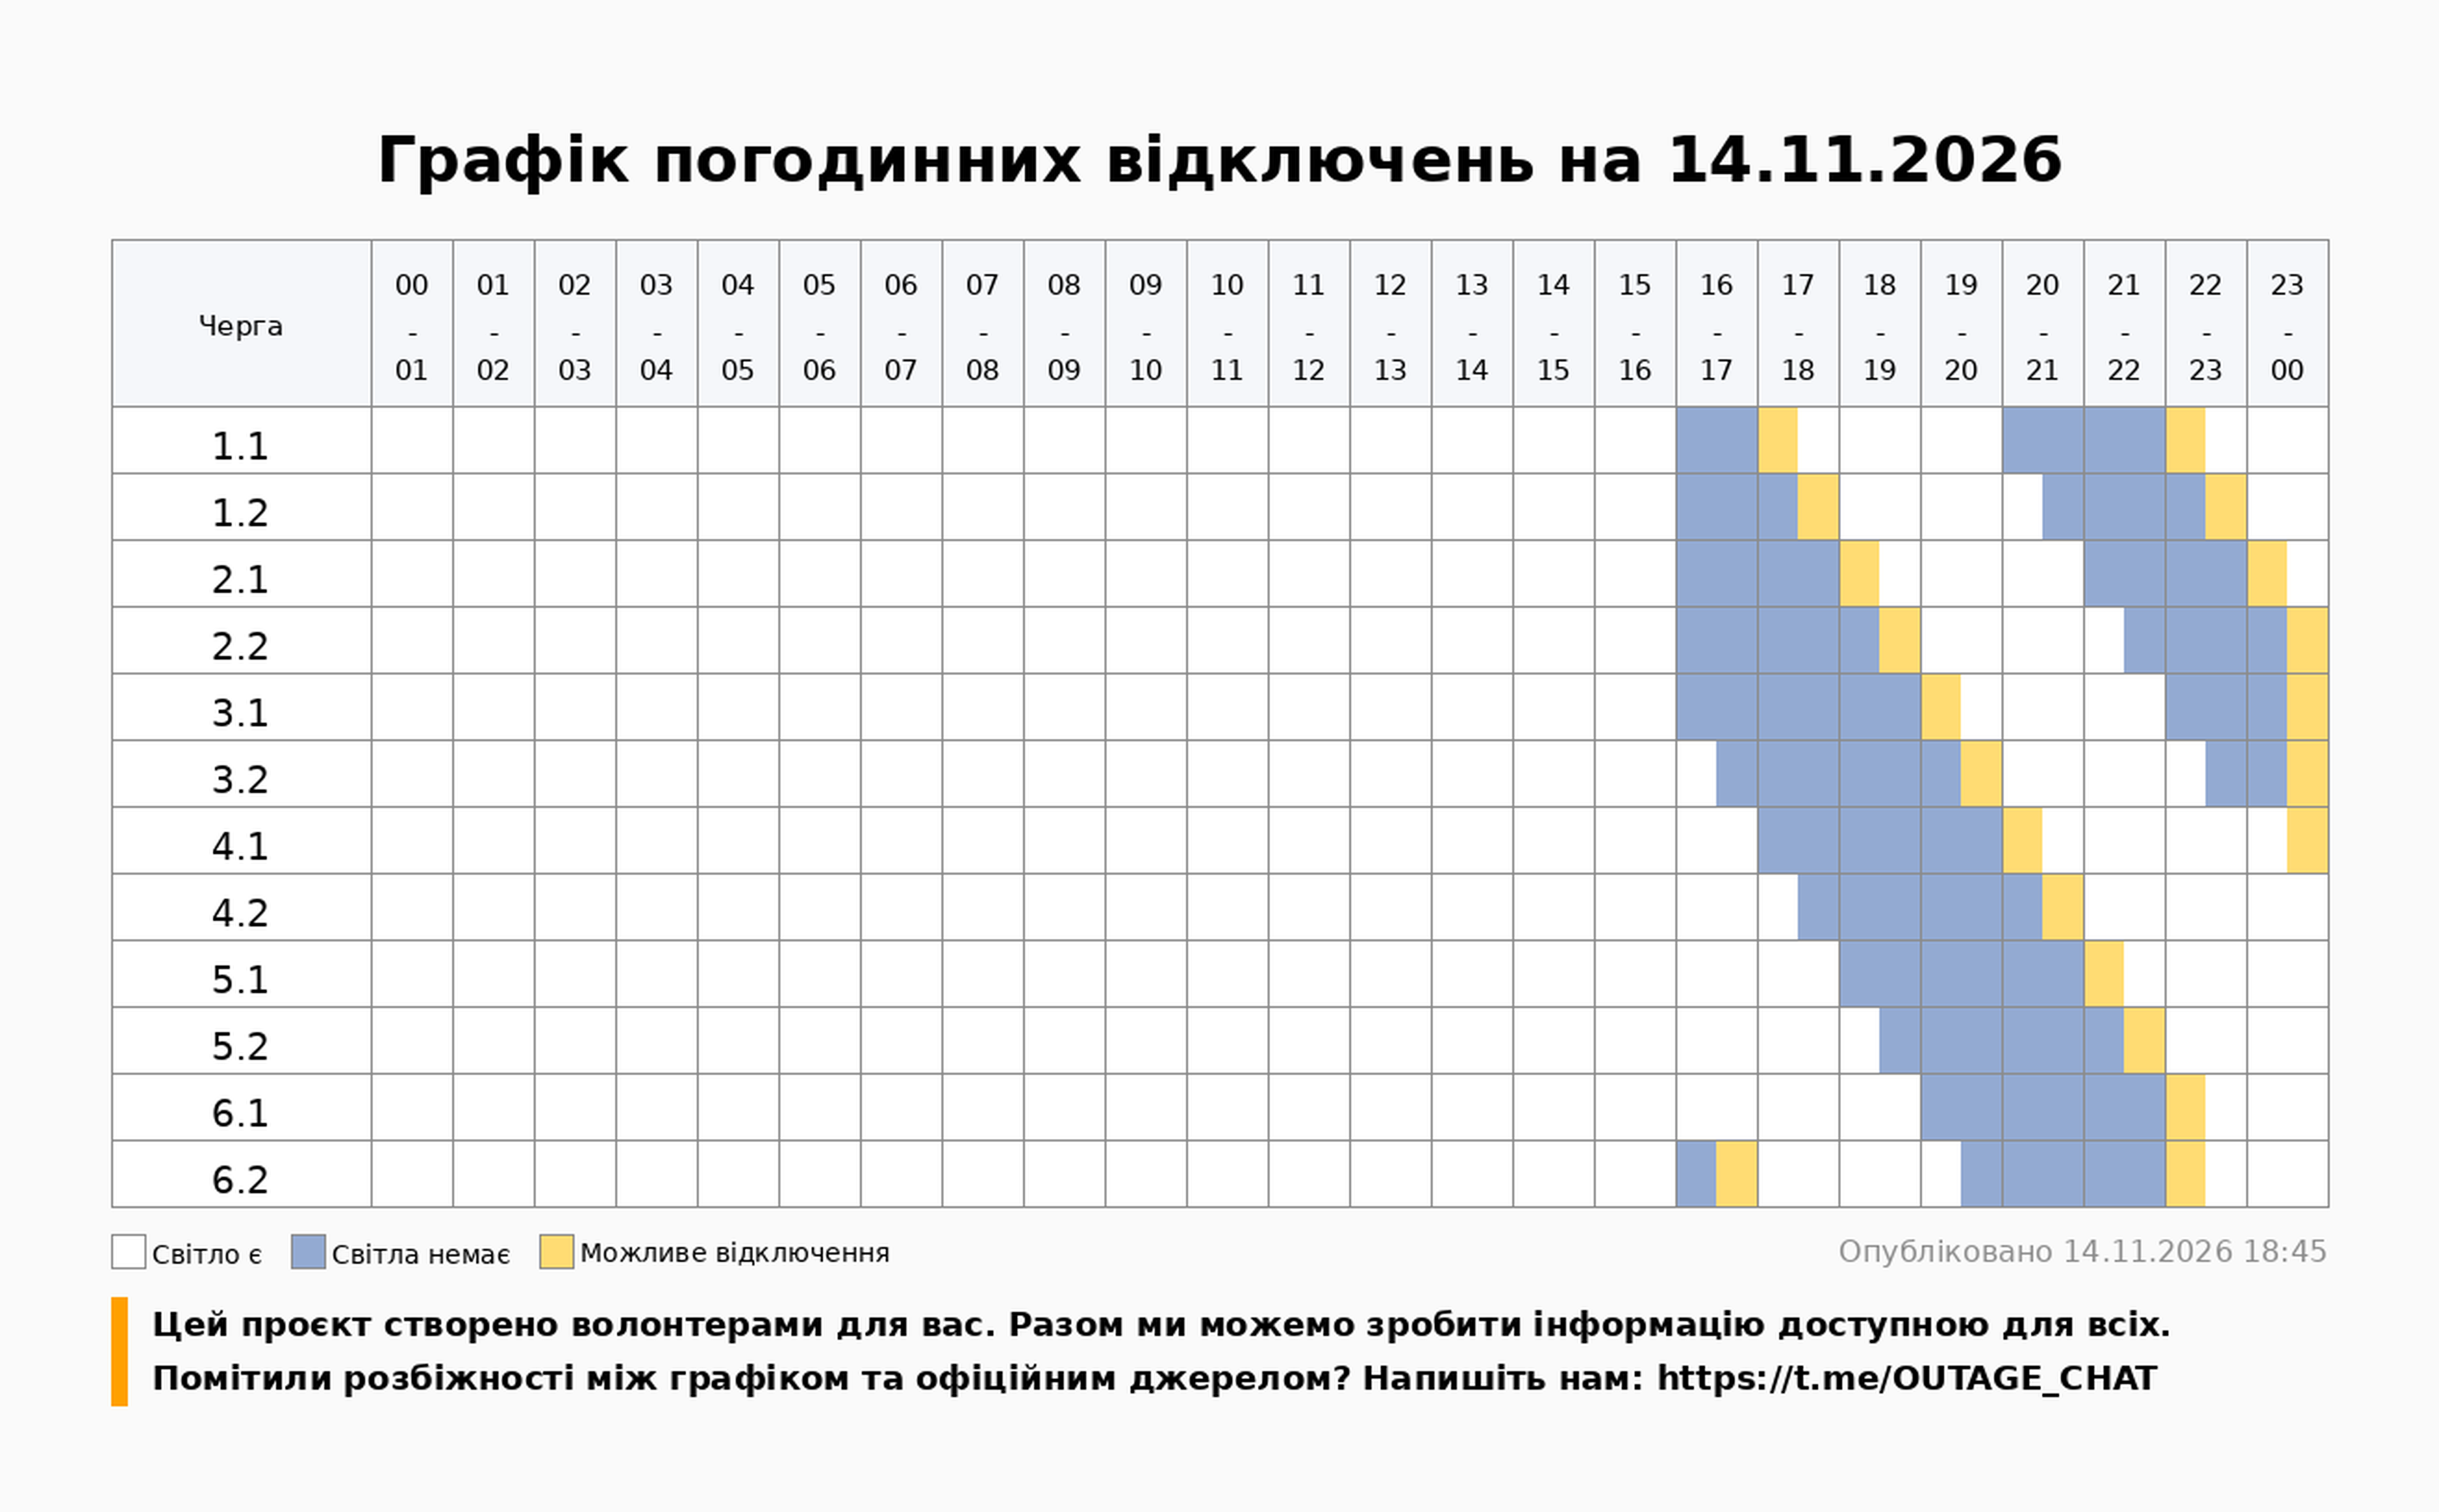 Графік погодинних відключень на 14.11.2026
Черга 00 - 01 01 - 02 02 - 03 03 - 04 04 - 05 05 - 06 06 - 07 07 - 08 08 - 09 09 - 10 10 - 11 11 - 12 12 - 13 13 - 14 14 - 15 15 - 16 16 - 17 17 - 18 18 - 19 19 - 20 20 - 21 21 - 22 22 - 23 23 - 00
1.1
1.2
2.1
2.2
3.1
3.2
4.1
4.2
5.1
5.2
6.1
6.2
Світло є Світла немає Можливе відключення Опубліковано 14.11.2026 18:45
Цей проєкт створено волонтерами для вас. Разом ми можемо зробити інформацію доступною для всіх.
Помітили розбіжності між графіком та офіційним джерелом? Напишіть нам: https://t.me/OUTAGE_CHAT